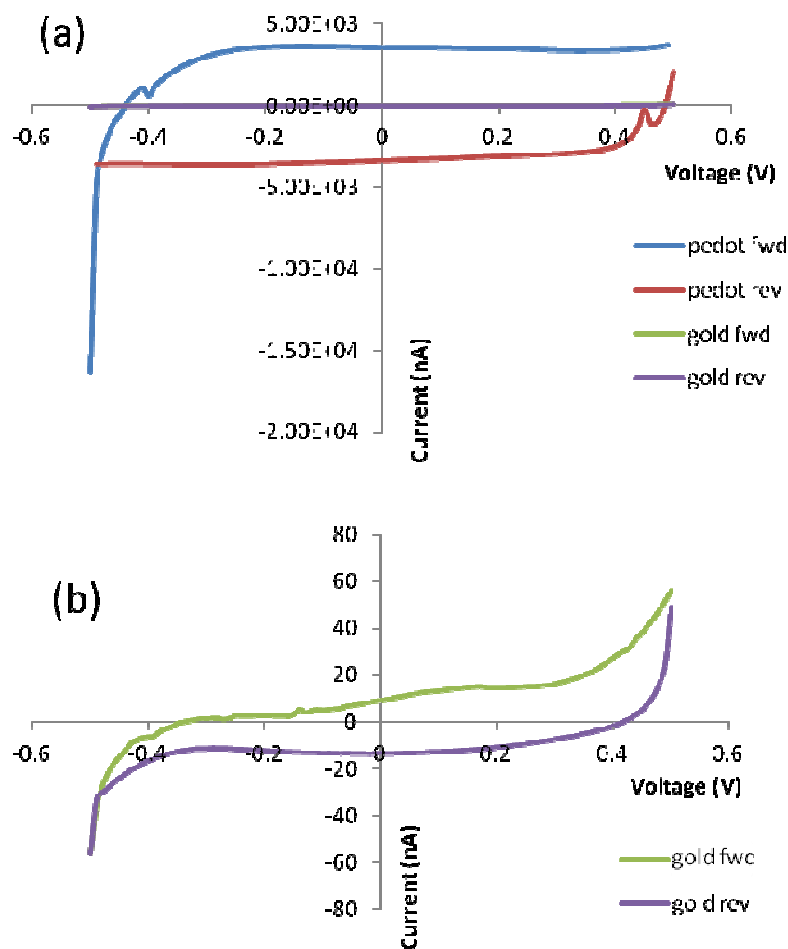 (a)
5.00E+03
0.00E+00
-0.6 -0.4 -0.2 0 0.2 0.4 0.6
Voltage (V)
-5.00E+03
-1.00E+04
-1.50E+04
-2.00E+04
Current (nA)
pedot fwd
pedot rev
gold fwd
gold rev
(b)
80
60
40
20
0
-0.6 -0.4 -0.2 0 0.2 0.4 0.6
-20
-40
-60
-80
Voltage (V)
Current (nA)
gold fwd
gold rev